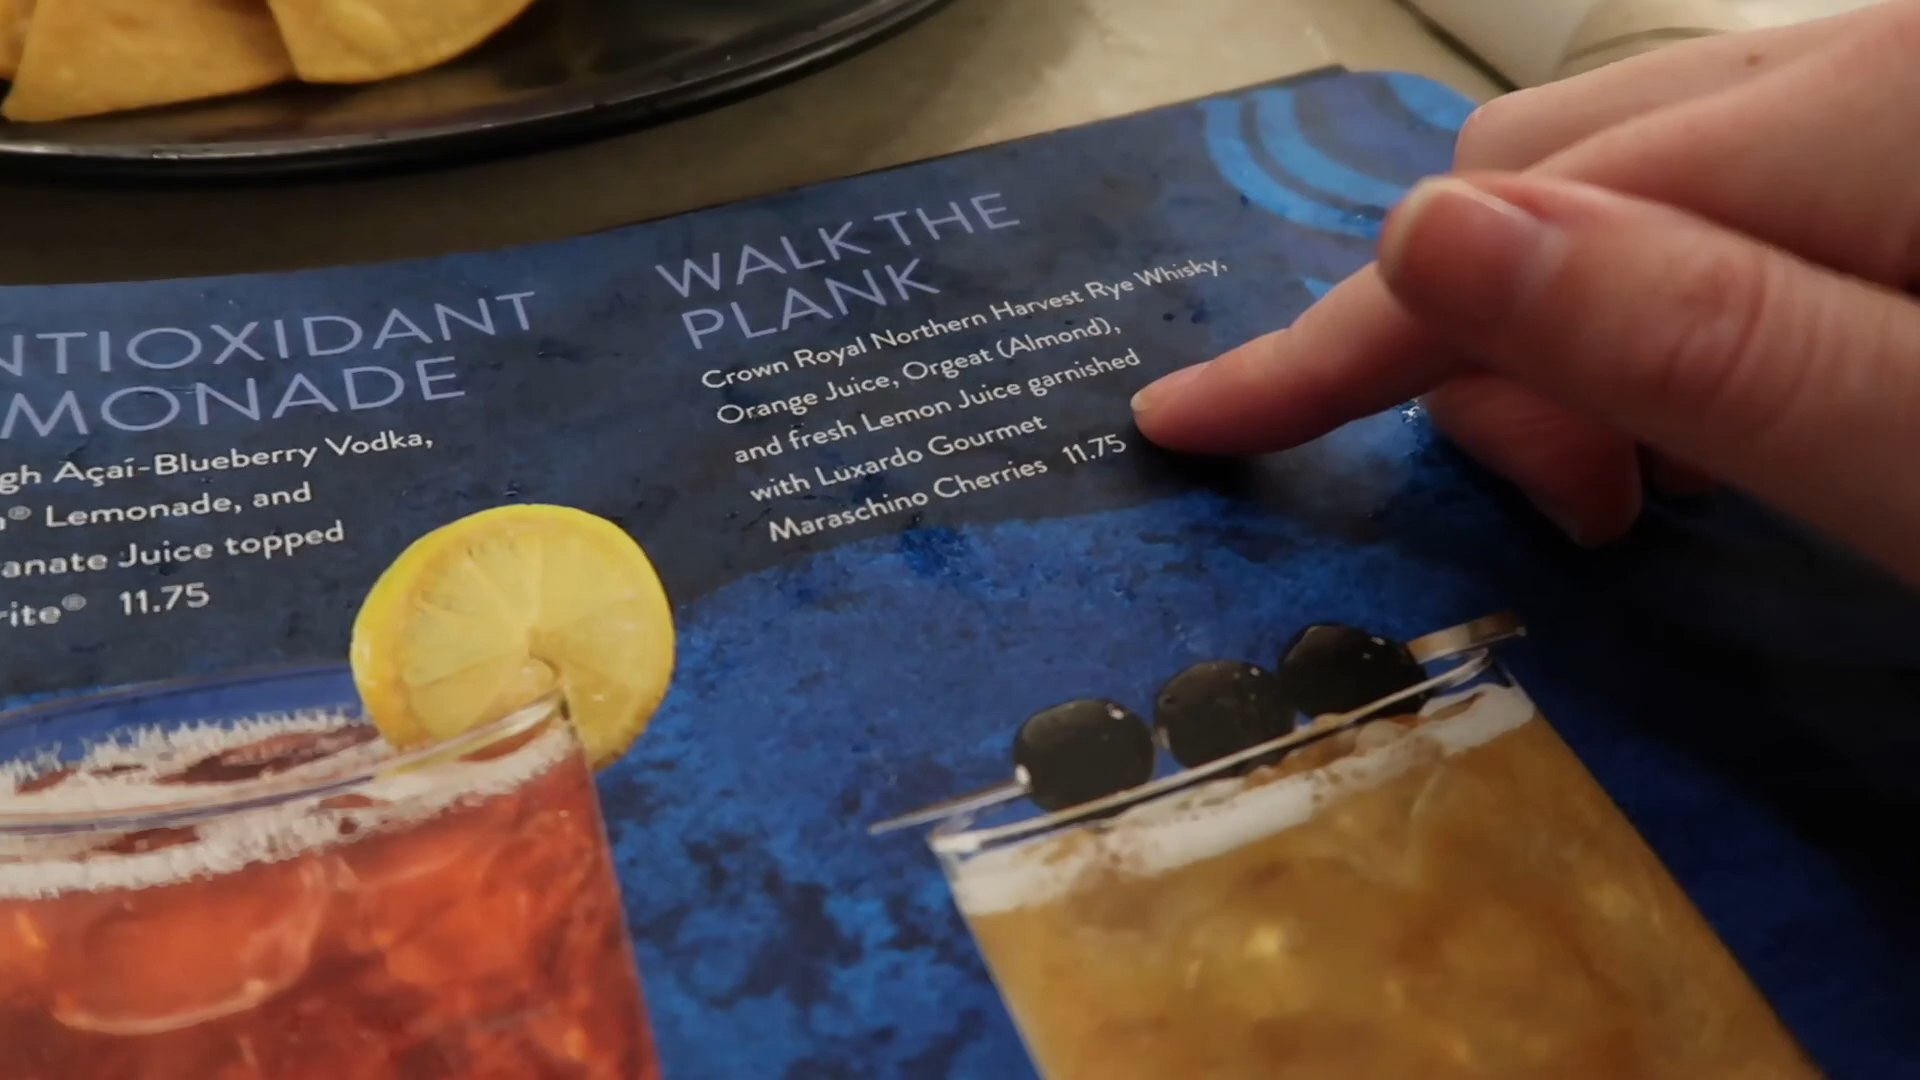 NTIOXIDANT
MONADE
gh Açaí-Blueberry Vodka,
® Lemonade, and
anate Juice topped
rite® 11.75
WALK THE
PLANK
Crown Royal Northern Harvest Rye Whisky,
Orange Juice, Orgeat (Almond),
and fresh Lemon Juice garnished
with Luxardo Gourmet
Maraschino Cherries 11.75